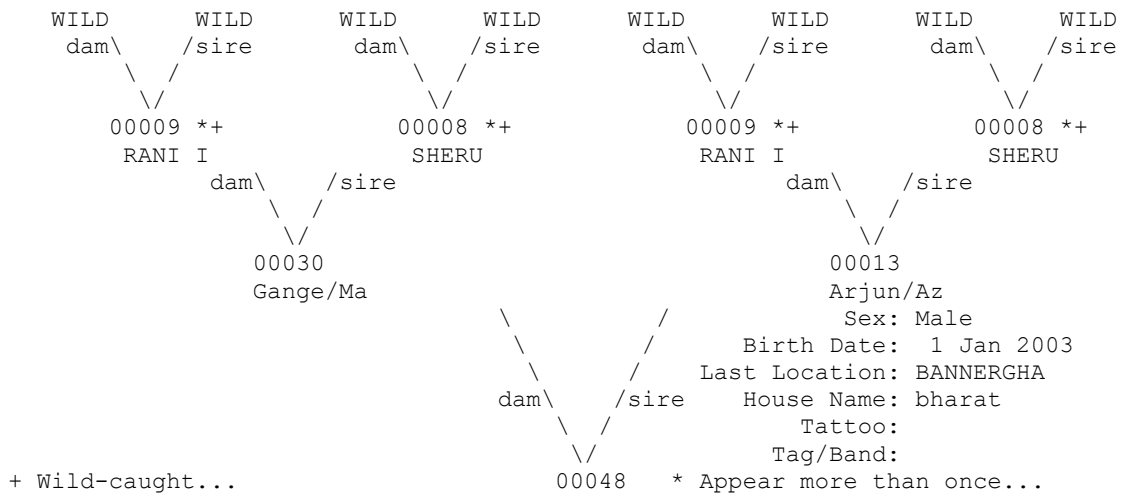 WILD WILD WILD WILD WILD WILD WILD WILD
dam\ /sire dam\ /sire dam\ /sire dam\ /sire
\ / \ / \ / \ /
\/ \/ \/ \/
00009 *+ 00008 *+ 00009 *+ 00008 *+
RANI I SHERU RANI I SHERU
dam\ /sire dam\ /sire
\ / \ /
\/ \/
00030 00013
Gange/Ma Arjun/Az
\ / Sex: Male
\ / Birth Date: 1 Jan 2003
\ / Last Location: BANNERGHA
dam\ /sire House Name: bharat
\ / Tattoo:
\/ Tag/Band:
+ Wild-caught... 00048 * Appear more than once...